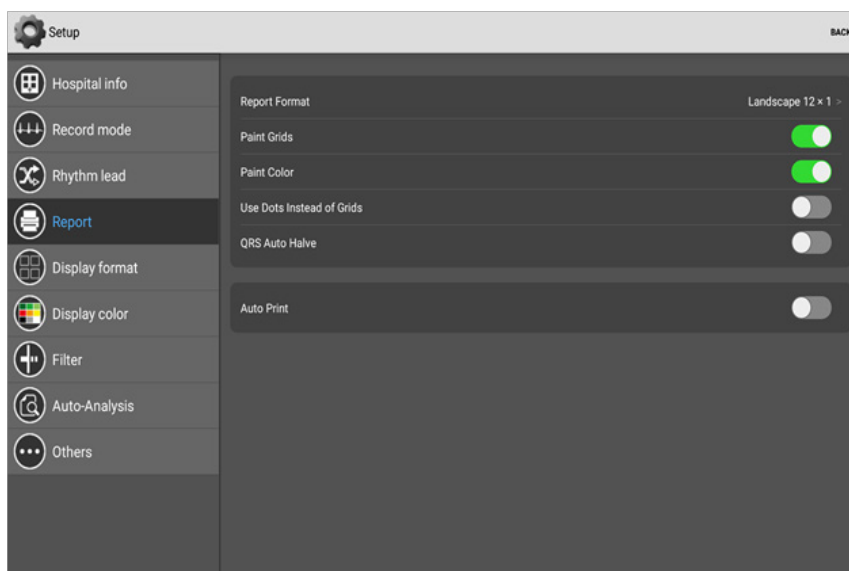 Setup
BACK
Hospital info
Record mode
Rhythm lead
Report
Display format
Display color
Filter
Auto-Analysis
Others
Report Format
Landscape 12 × 1 >
Paint Grids
Paint Color
Use Dots Instead of Grids
QRS Auto Halve
Auto Print